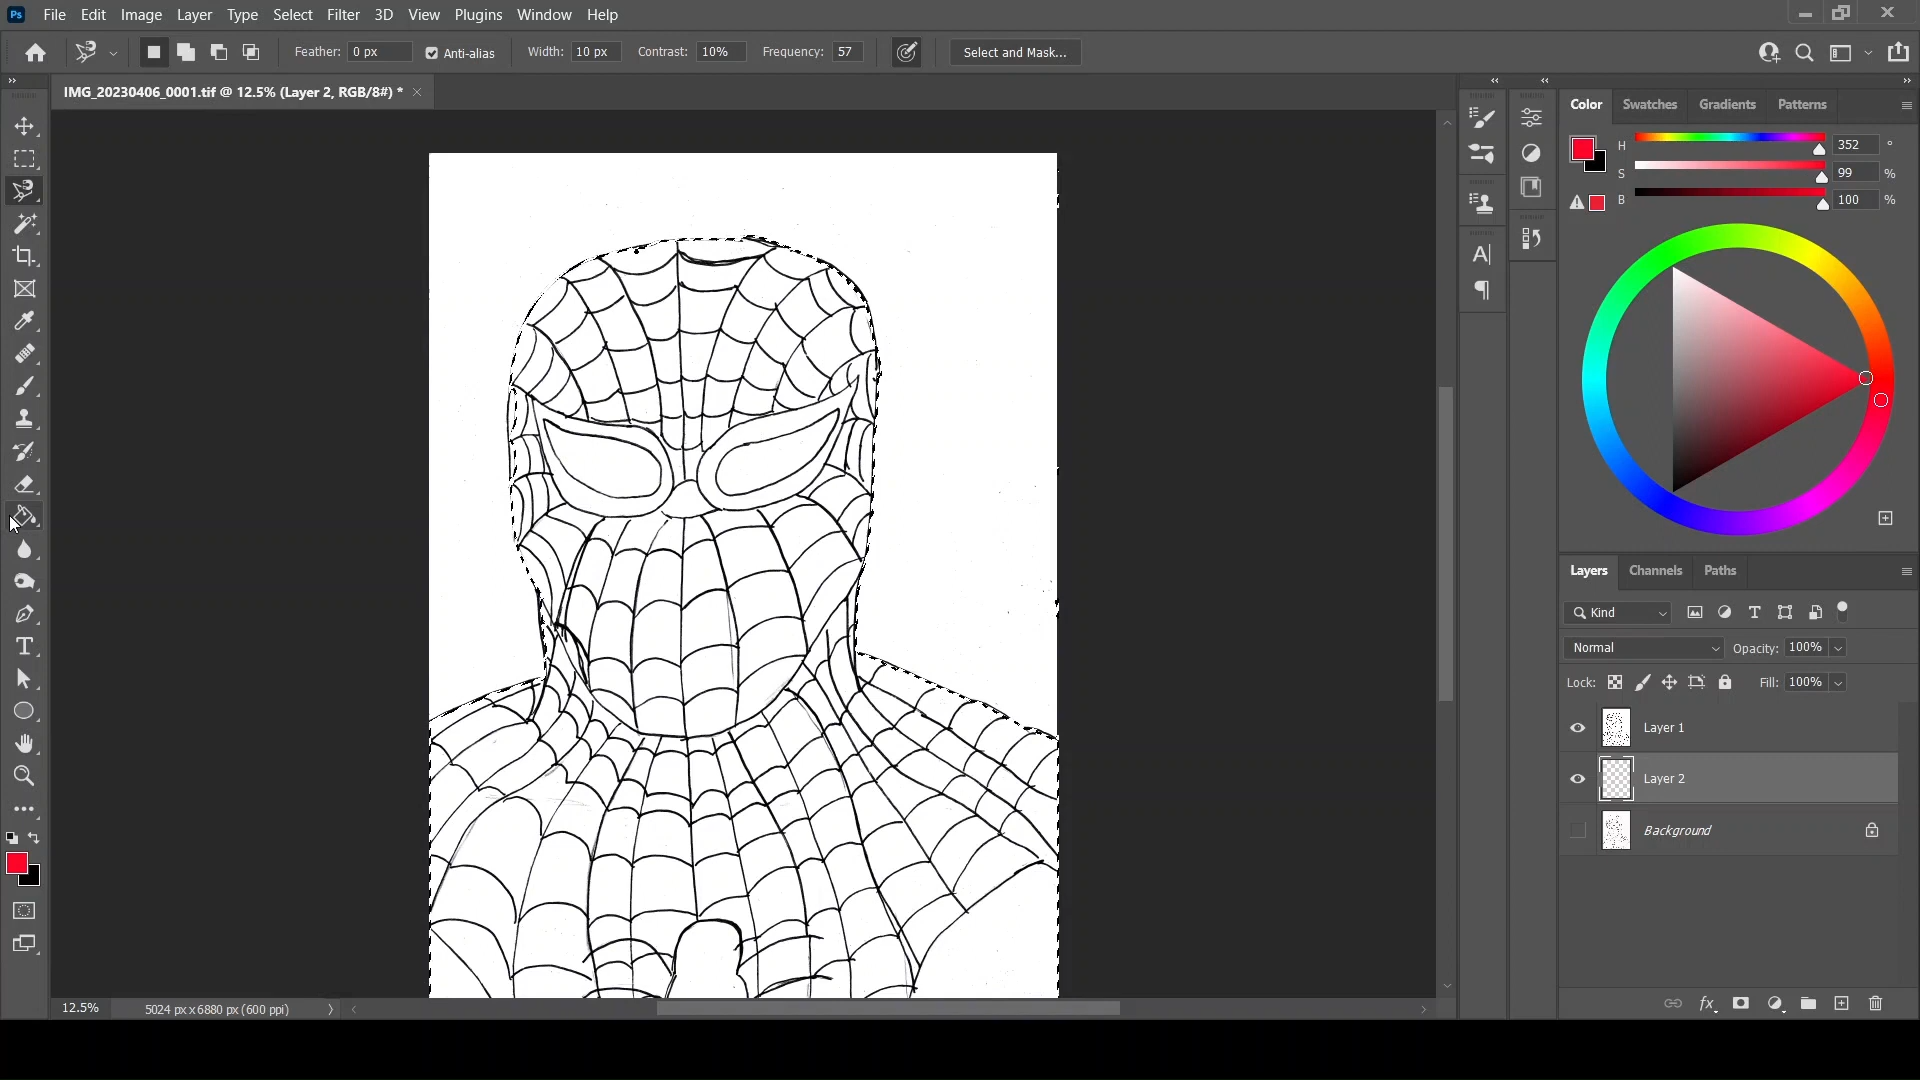 Ps File Edit Image Layer Type Select Filter 3D View Plugins Window Help
Feather: 0 px Anti-alias Width: 10 px Contrast: 10% Frequency: 57 Select and Mask...
IMG_20230406_0001.tif @ 12.5% (Layer 2, RGB/8#) * ×
Color Swatches Gradients Patterns
H 352 °
S 99 %
B 100 %
Layers Channels Paths
Kind
Normal Opacity: 100%
Lock: Fill: 100%
Layer 1
Layer 2
Background
12.5% 5024 px x 6880 px (600 ppi)